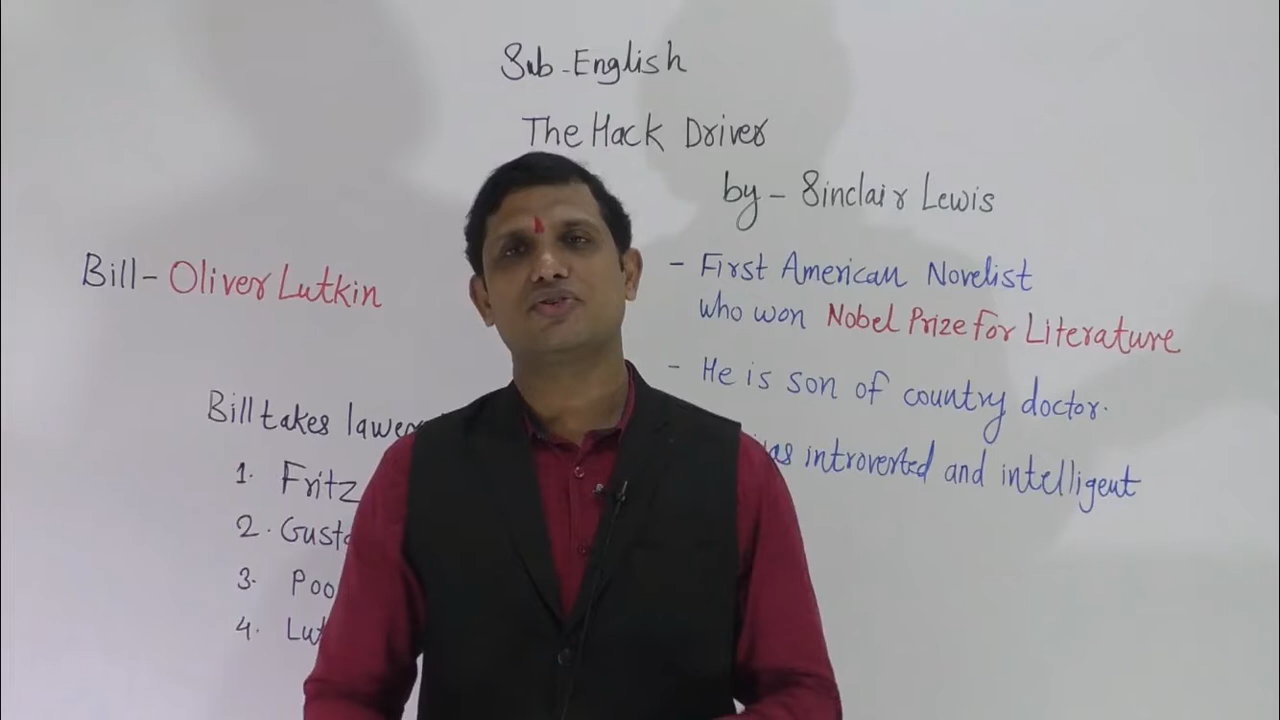 Sub-English
The Hack Driver
by - Sinclair Lewis
Bill - Oliver Lutkin
- First American Novelist
who won Nobel Prize For Literature
- He is son of country doctor.
introverted and intelligent
Bill takes
1. Fritz
2.
3.
4.